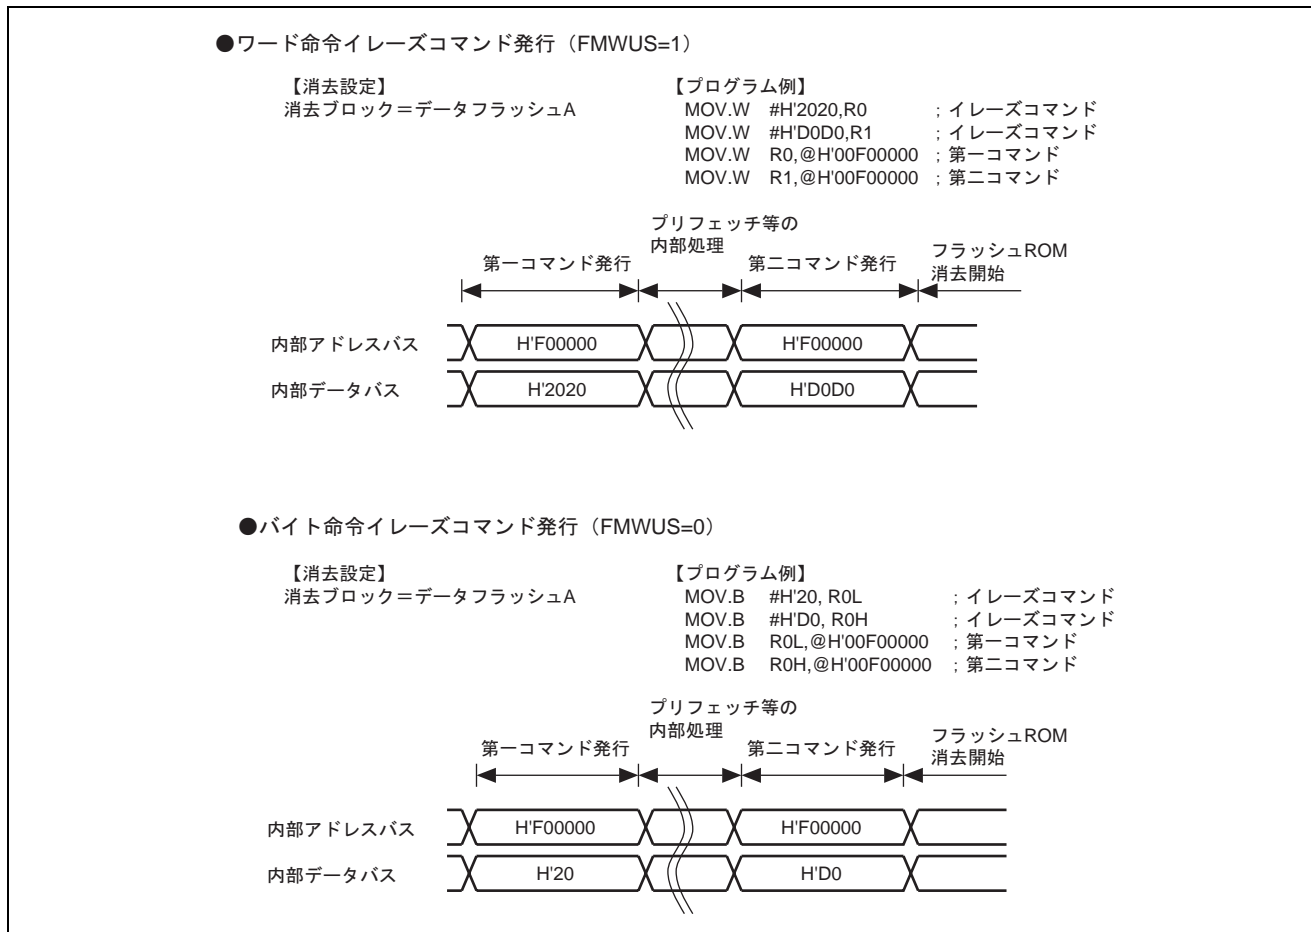 ●ワード命令イレーズコマンド発行（FMWUS=1）
【消去設定】
消去ブロック＝データフラッシュA
【プログラム例】
MOV.W #H'2020,R0 ; イレーズコマンド
MOV.W #H'D0D0,R1 ; イレーズコマンド
MOV.W R0,@H'00F00000 ; 第一コマンド
MOV.W R1,@H'00F00000 ; 第二コマンド
プリフェッチ等の
内部処理
第一コマンド発行
第二コマンド発行
フラッシュROM
消去開始
内部アドレスバス H'F00000 H'F00000
内部データバス H'2020 H'D0D0
●バイト命令イレーズコマンド発行（FMWUS=0）
【消去設定】
消去ブロック＝データフラッシュA
【プログラム例】
MOV.B #H'20, R0L ; イレーズコマンド
MOV.B #H'D0, R0H ; イレーズコマンド
MOV.B R0L,@H'00F00000 ; 第一コマンド
MOV.B R0H,@H'00F00000 ; 第二コマンド
プリフェッチ等の
内部処理
第一コマンド発行
第二コマンド発行
フラッシュROM
消去開始
内部アドレスバス H'F00000 H'F00000
内部データバス H'20 H'D0